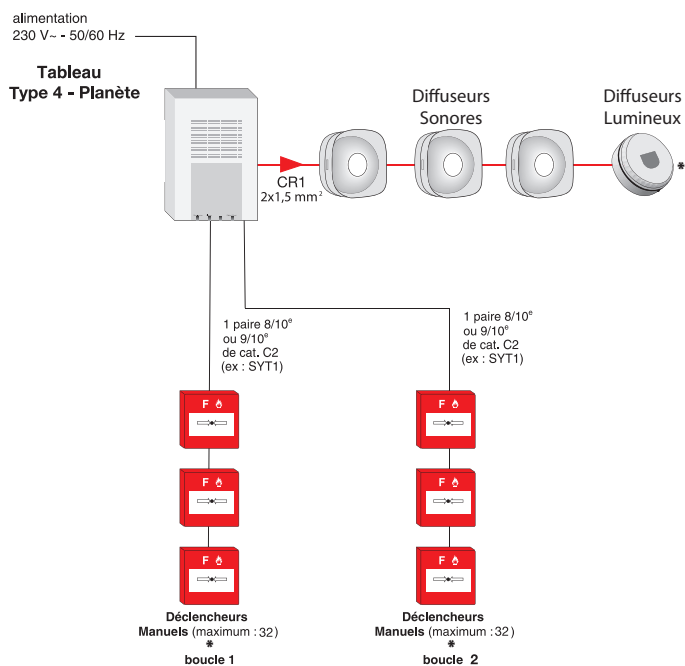 alimentation
230 V~ - 50/60 Hz
Tableau
Type 4 - Planète
Diffuseurs
Sonores
Diffuseurs
Lumineux
*
CR1
2x1,5 mm²
1 paire 8/10e
ou 9/10e
de cat. C2
(ex : SYT1)
1 paire 8/10e
ou 9/10e
de cat. C2
(ex : SYT1)
F
F
F
F
F
F
Déclencheurs
Manuels (maximum : 32)
*
boucle 1
Déclencheurs
Manuels (maximum : 32)
*
boucle 2